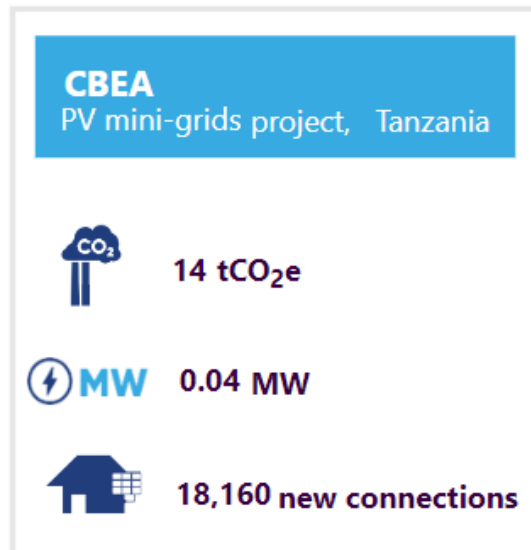 CBEA
PV mini-grids project, Tanzania
CO₂
14 tCO₂e
MW 0.04 MW
18,160 new connections